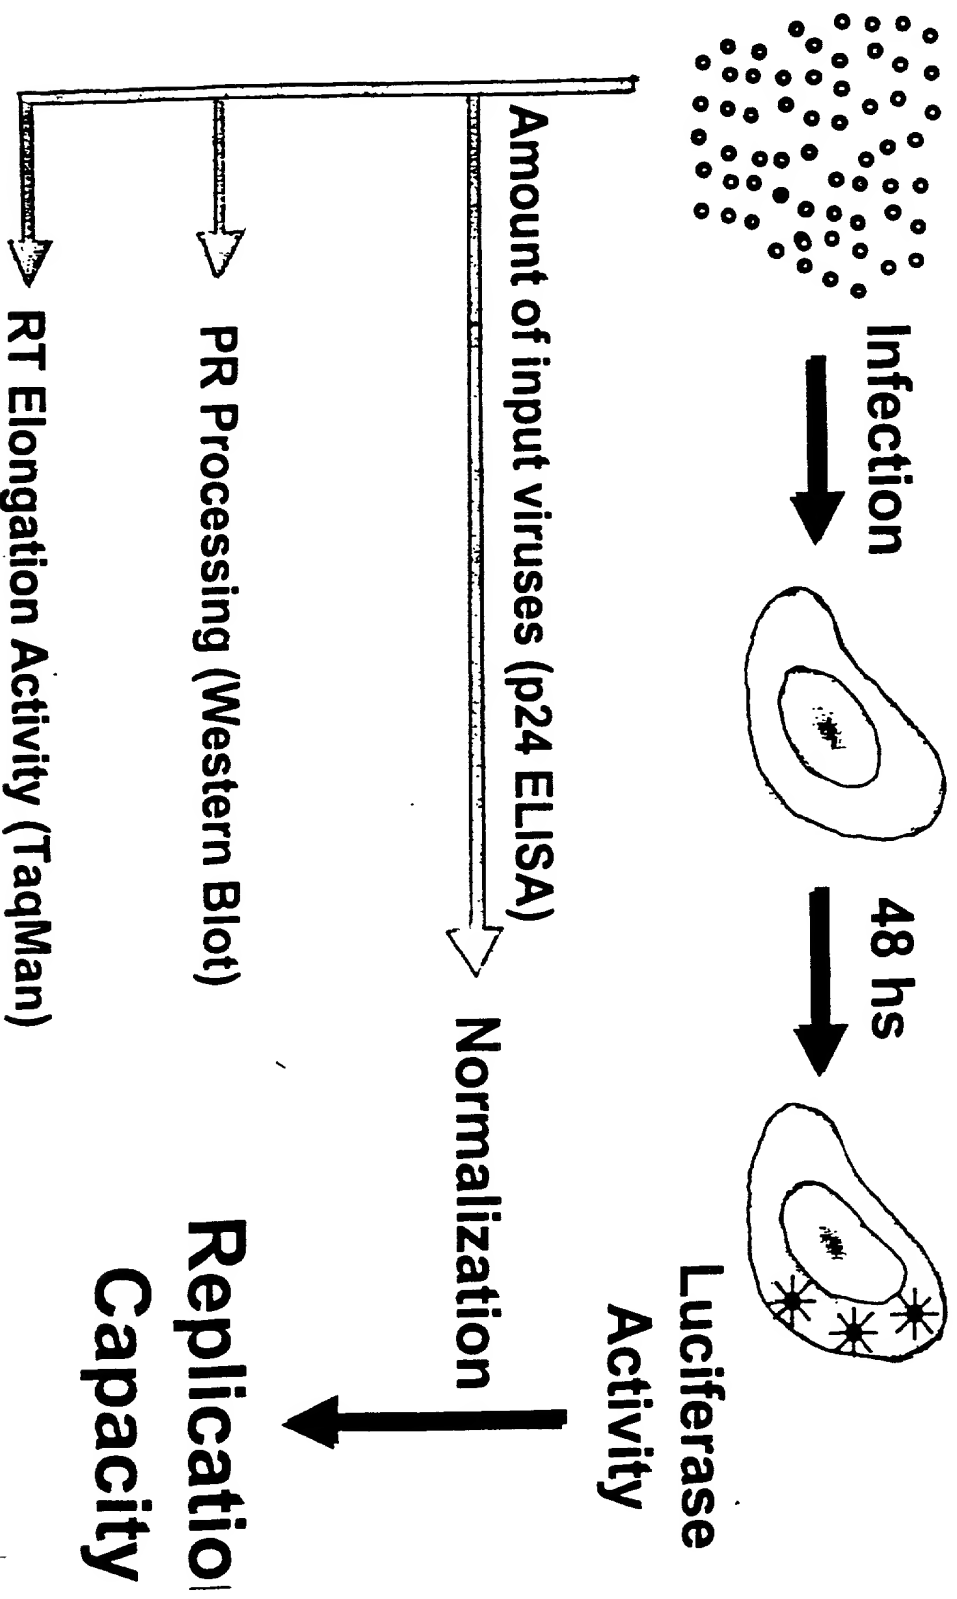 Infection
48 hs
Luciferase
Activity
Amount of input viruses (p24 ELISA)
Normalization
PR Processing (Western Blot)
RT Elongation Activity (TaqMan)
Replicatio
Capacity